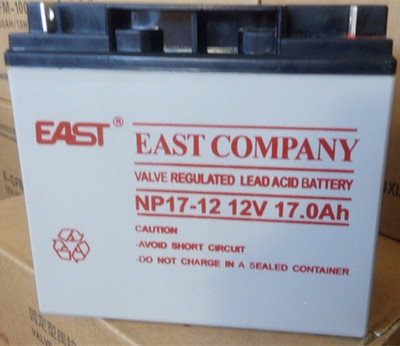 EAST®
EAST COMPANY
VALVE REGULATED LEAD ACID BATTERY
NP17-12 12V 17.0Ah
CAUTION
-AVOID SHORT CIRCUIT
-DO NOT CHARGE IN A SEALED CONTAINER